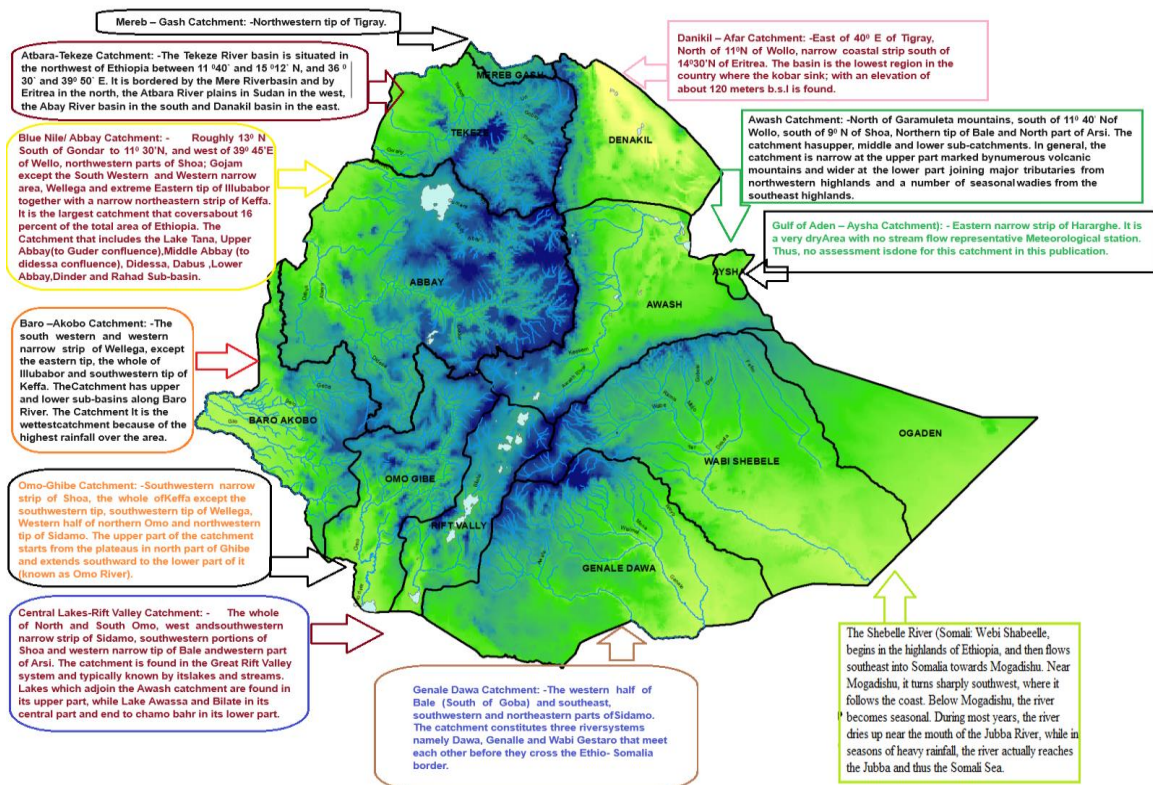 Mereb – Gash Catchment: -Northwestern tip of Tigray.
Atbara-Tekeze Catchment: -The Tekeze River basin is situated
in the northwest of Ethiopia between 11 º40` and 15 º12` N, and 36 º
30` and 39º 50` E. It is bordered by the Mere Riverbasin and by
Eritrea in the north, the Atbara River plains in Sudan in the west,
the Abay River basin in the south and Danakil basin in the east.
Blue Nile/ Abbay Catchment: - Roughly 13º N
South of Gondar to 11º 30'N, and west of 39º 45'E
of Wello, northwestern parts of Shoa; Gojam
except the South Western and Western narrow
area, Wellega and extreme Eastern tip of Illubabor
together with a narrow northeastern strip of Keffa.
It is the largest catchment that coversabout 16
percent of the total area of Ethiopia. The
Catchment that includes the Lake Tana, Upper
Abbay(to Guder confluence),Middle Abbay (to
didessa confluence), Didessa, Dabus ,Lower
Abbay,Dinder and Rahad Sub-basin.
Baro –Akobo Catchment: -The
south western and western
narrow strip of Wellega, except
the eastern tip, the whole of
Illubabor and southwestern tip of
Keffa. TheCatchment has upper
and lower sub-basins along Baro
River. The Catchment It is the
wettestcatchment because of the
highest rainfall over the area.
Omo-Ghibe Catchment: -Southwestern narrow
strip of Shoa, the whole ofKeffa except the
southwestern tip, southwestern tip of Wellega,
Western half of northern Omo and northwestern
tip of Sidamo. The upper part of the catchment
starts from the plateaus in north part of Ghibe
and extends southward to the lower part of it
(known as Omo River).
Central Lakes-Rift Valley Catchment: - The whole
of North and South Omo, west andsouthwestern
narrow strip of Sidamo, southwestern portions of
Shoa and western narrow tip of Bale andwestern part
of Arsi. The catchment is found in the Great Rift Valley
system and typically known by itslakes and streams.
Lakes which adjoin the Awash catchment are found in
its upper part, while Lake Awassa and Bilate in its
central part and end to chamo bahr in its lower part.
Danikil – Afar Catchment: -East of 40º E of Tigray,
North of 11ºN of Wollo, narrow coastal strip south of
14º30'N of Eritrea. The basin is the lowest region in the
country where the kobar sink; with an elevation of
about 120 meters b.s.l is found.
Awash Catchment: -North of Garamuleta mountains, south of 11º 40` Nof
Wollo, south of 9º N of Shoa, Northern tip of Bale and North part of Arsi. The
catchment hasupper, middle and lower sub-catchments. In general, the
catchment is narrow at the upper part marked bynumerous volcanic
mountains and wider at the lower part joining major tributaries from
northwestern highlands and a number of seasonalwadies from the
southeast highlands.
Gulf of Aden – Aysha Catchment): - Eastern narrow strip of Hararghe. It is
a very dryArea with no stream flow representative Meteorological station.
Thus, no assessment isdone for this catchment in this publication.
MEREB GASH
TEKEZE
DENAKIL
ABBAY
AYSHA
AWASH
BARO AKOBO
OMO GIBE
RIFT VALLY
WABI SHEBELE
OGADEN
GENALE DAWA
Genale Dawa Catchment: -The western half of
Bale (South of Goba) and southeast,
southwestern and northeastern parts ofSidamo.
The catchment constitutes three riversystems
namely Dawa, Genalle and Wabi Gestaro that meet
each other before they cross the Ethio- Somalia
border.
The Shebelle River (Somali: Webi Shabeelle,
begins in the highlands of Ethiopia, and then flows
southeast into Somalia towards Mogadishu. Near
Mogadishu, it turns sharply southwest, where it
follows the coast. Below Mogadishu, the river
becomes seasonal. During most years, the river
dries up near the mouth of the Jubba River, while in
seasons of heavy rainfall, the river actually reaches
the Jubba and thus the Somali Sea.